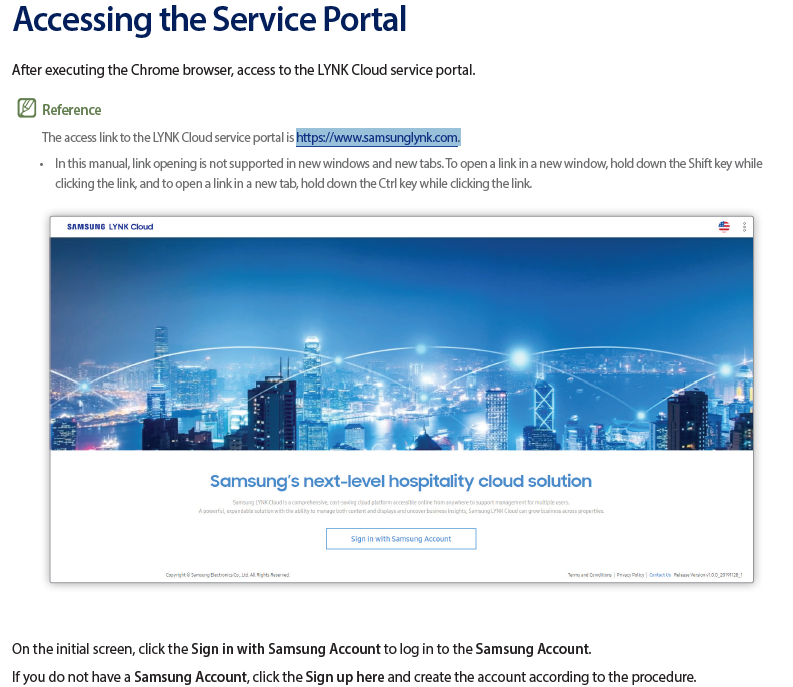 Accessing the Service Portal
After executing the Chrome browser, access to the LYNK Cloud service portal.
Reference
The access link to the LYNK Cloud service portal is https://www.samsunglynk.com.
• In this manual, link opening is not supported in new windows and new tabs. To open a link in a new window, hold down the Shift key while
clicking the link, and to open a link in a new tab, hold down the Ctrl key while clicking the link.
SAMSUNG LYNK Cloud
Samsung's next-level hospitality cloud solution
Samsung LYNK Cloud is a comprehensive, cost-saving cloud platform accessible online from anywhere to support management for multiple users.
A powerful, expandable solution with the ability to manage both content and displays and uncover business insights, Samsung LYNK Cloud can grow business across properties.
Sign in with Samsung Account
Copyright © Samsung Electronics Co., Ltd. All Rights Reserved.
Terms and Conditions | Privacy Policy | Contact Us Release Version v1.0.0_20191128_1
On the initial screen, click the Sign in with Samsung Account to log in to the Samsung Account.
If you do not have a Samsung Account, click the Sign up here and create the account according to the procedure.